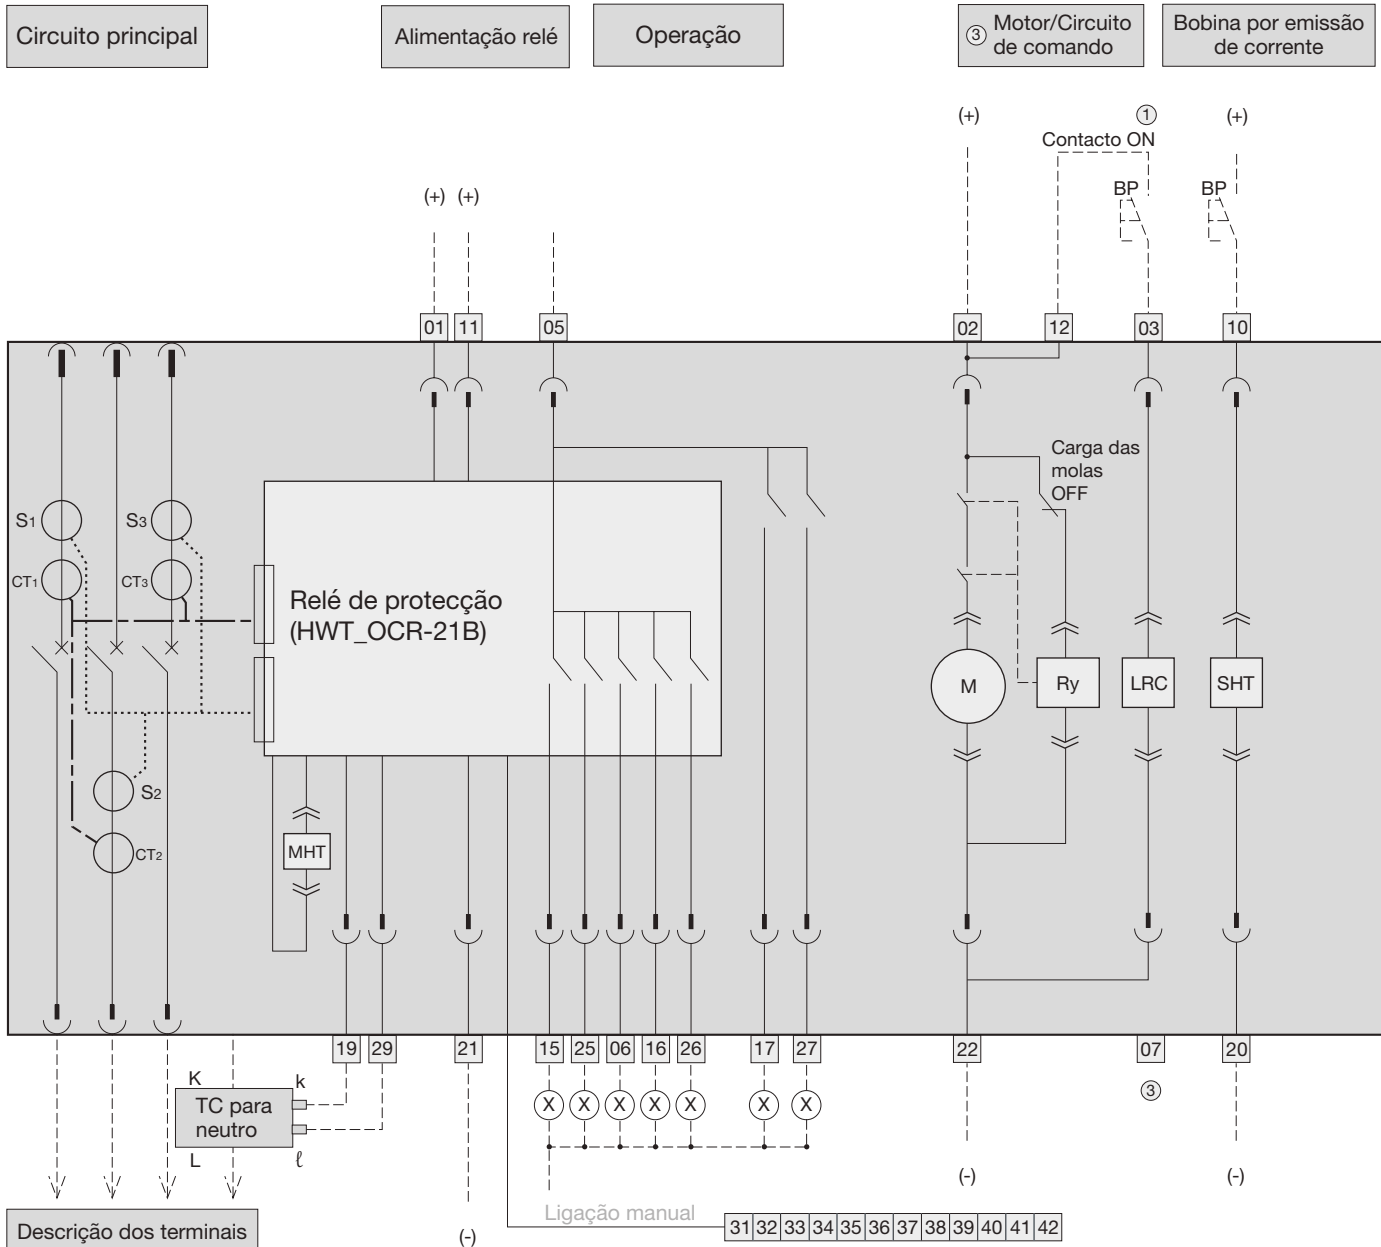 Circuito principal
Alimentação relé
Operação
③ Motor/Circuito
de comando
Bobina por emissão
de corrente
(+)
①
(+)
Contacto ON
BP
BP
(+) (+)
01 11 05 02 12 03 10
Carga das
molas
OFF
S1
S3
CT1
CT3
Relé de protecção
(HWT_OCR-21B)
M
Ry
LRC
SHT
S2
CT2
MHT
19 29 21 15 25 06 16 26 17 27 22 07 20
K
k
TC para
neutro
L
ℓ
X X X X X X X
③
(-)
(-)
Ligação manual
31 32 33 34 35 36 37 38 39 40 41 42
Descrição dos terminais
(-)